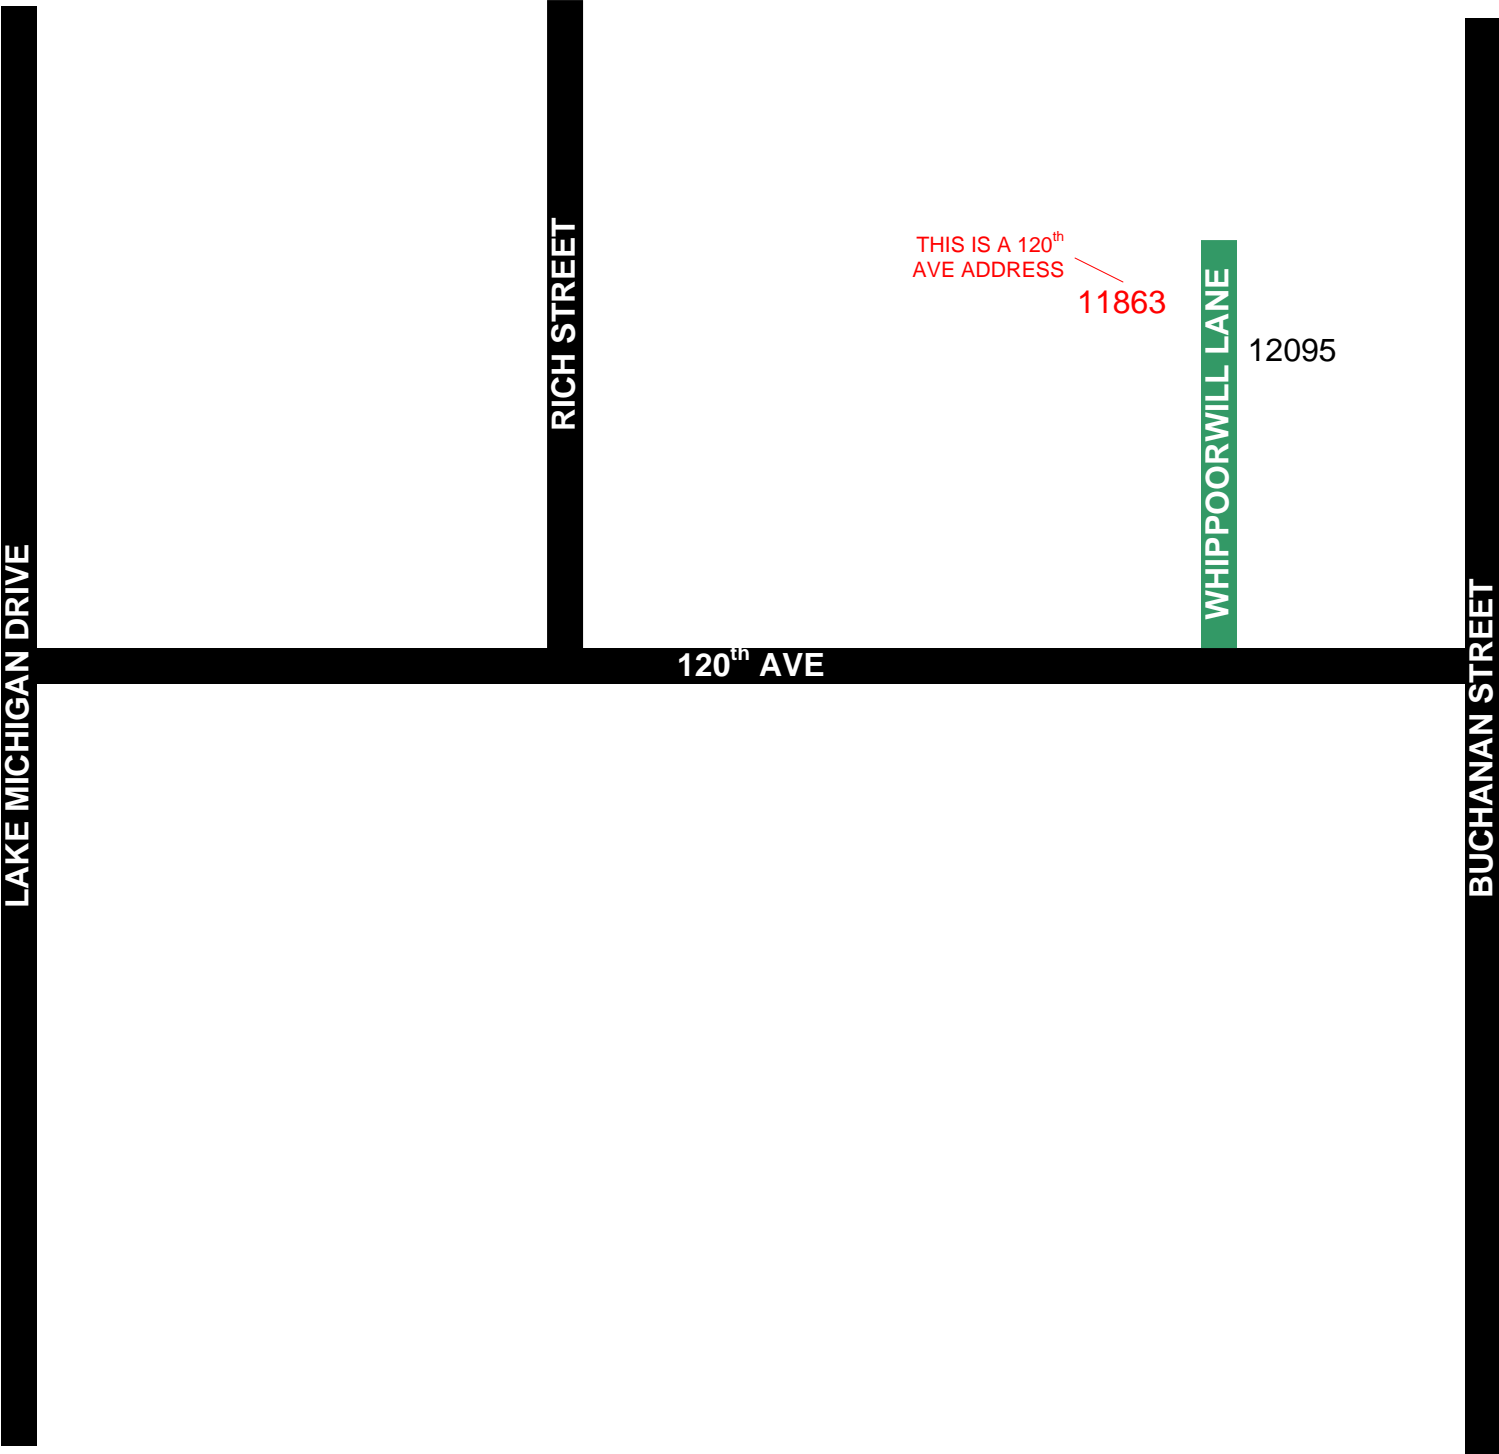 THIS IS A 120th
AVE ADDRESS
11863
12095
RICH STREET
WHIPPOORWILL LANE
LAKE MICHIGAN DRIVE
120th AVE
BUCHANAN STREET